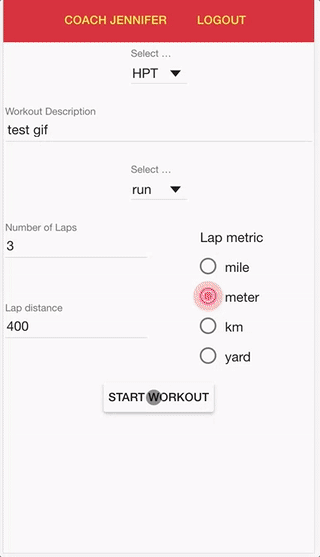 COACH JENNIFER LOGOUT
Select ...
HPT
Workout Description
test gif
Select ...
run
Number of Laps
3
Lap distance
400
Lap metric
mile
meter
km
yard
START WORKOUT